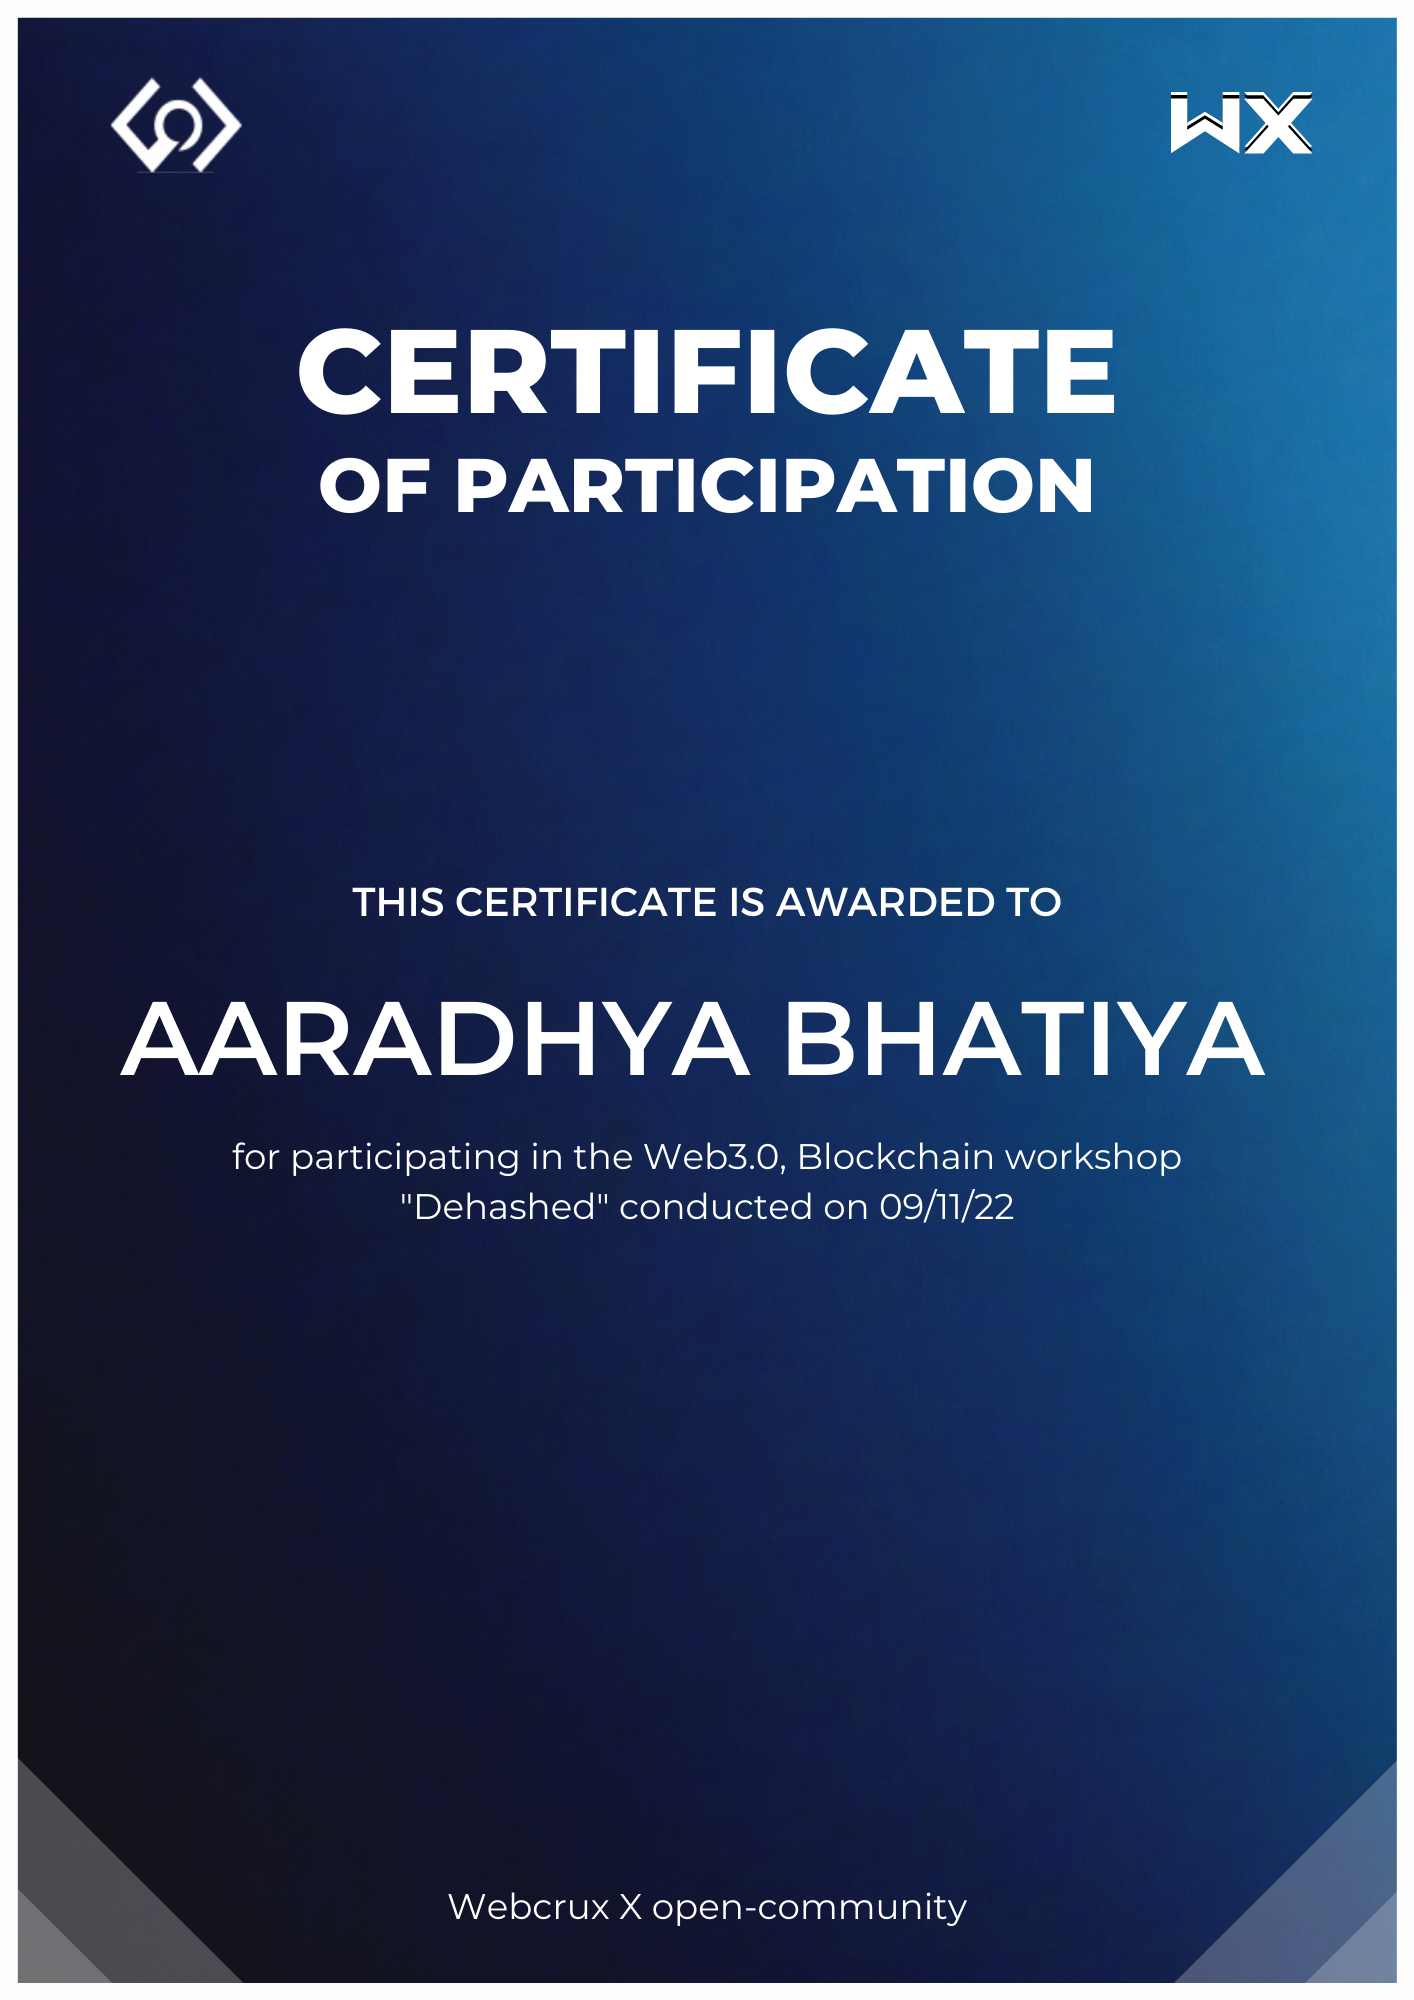 WX
CERTIFICATE
OF PARTICIPATION
THIS CERTIFICATE IS AWARDED TO
AARADHYA BHATIYA
for participating in the Web3.0, Blockchain workshop
"Dehashed" conducted on 09/11/22
Webcrux X open-community